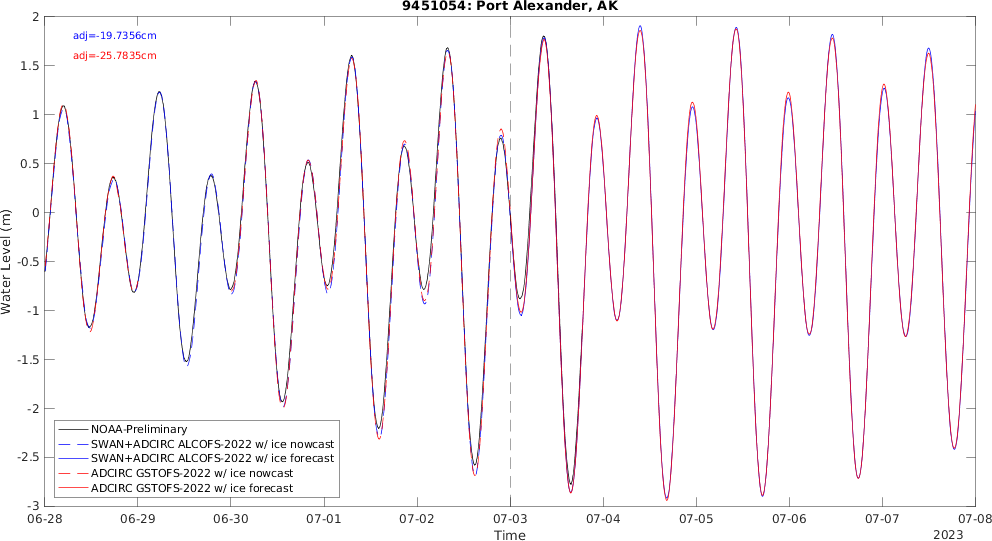 9451054: Port Alexander, AK
adj=-19.7356cm
adj=-25.7835cm
2
1.5
1
0.5
0
-0.5
-1
-1.5
-2
-2.5
-3
Water Level (m)
NOAA-Preliminary
SWAN+ADCIRC ALCOFS-2022 w/ ice nowcast
SWAN+ADCIRC ALCOFS-2022 w/ ice forecast
ADCIRC GSTOFS-2022 w/ ice nowcast
ADCIRC GSTOFS-2022 w/ ice forecast
06-28 06-29 06-30 07-01 07-02 07-03 07-04 07-05 07-06 07-07 07-08
Time
2023